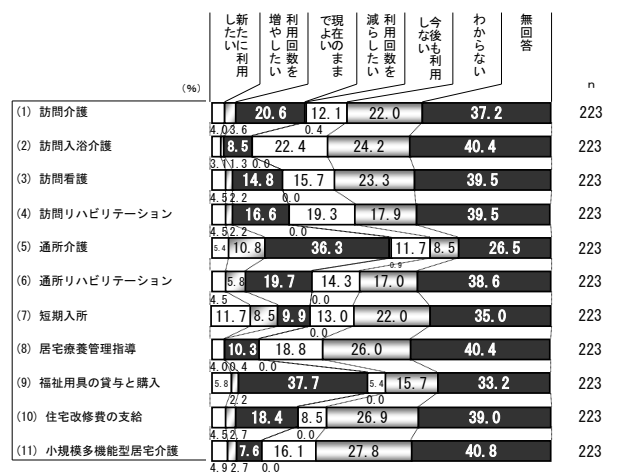 新たに利用したい
利用回数を増やしたい
現在のままでよい
利用回数を減らしたい
今後も利用しない
わからない
無回答
(%)
n
(1) 訪問介護 20.6 12.1 22.0 37.2 223
4.0 3.6 0.4
(2) 訪問入浴介護 8.5 22.4 24.2 40.4 223
3.1 1.3 0.0
(3) 訪問看護 14.8 15.7 23.3 39.5 223
4.5 2.2 0.0
(4) 訪問リハビリテーション 16.6 19.3 17.9 39.5 223
4.5 2.2 0.0
(5) 通所介護 5.4 10.8 36.3 11.7 8.5 26.5 223
0.9
(6) 通所リハビリテーション 5.8 19.7 14.3 17.0 38.6 223
4.5 0.0
(7) 短期入所 11.7 8.5 9.9 13.0 22.0 35.0 223
0.0
(8) 居宅療養管理指導 10.3 18.8 26.0 40.4 223
4.0 0.4 0.0
(9) 福祉用具の貸与と購入 5.8 37.7 5.4 15.7 33.2 223
2.2 0.0
(10) 住宅改修費の支給 18.4 8.5 26.9 39.0 223
4.5 2.7 0.0
(11) 小規模多機能型居宅介護 7.6 16.1 27.8 40.8 223
4.9 2.7 0.0